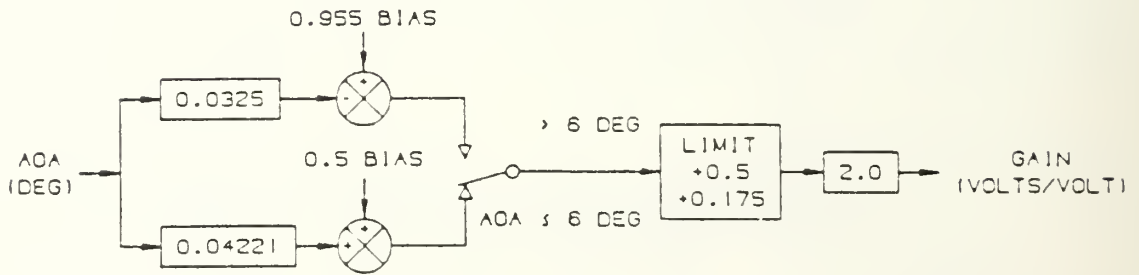 0.955 BIAS
0.0325
+
-
> 6 DEG
AOA
(DEG)
0.5 BIAS
LIMIT
+0.5
+0.175
2.0
GAIN
(VOLTS/VOLT)
AOA ≤ 6 DEG
0.04221
+
+